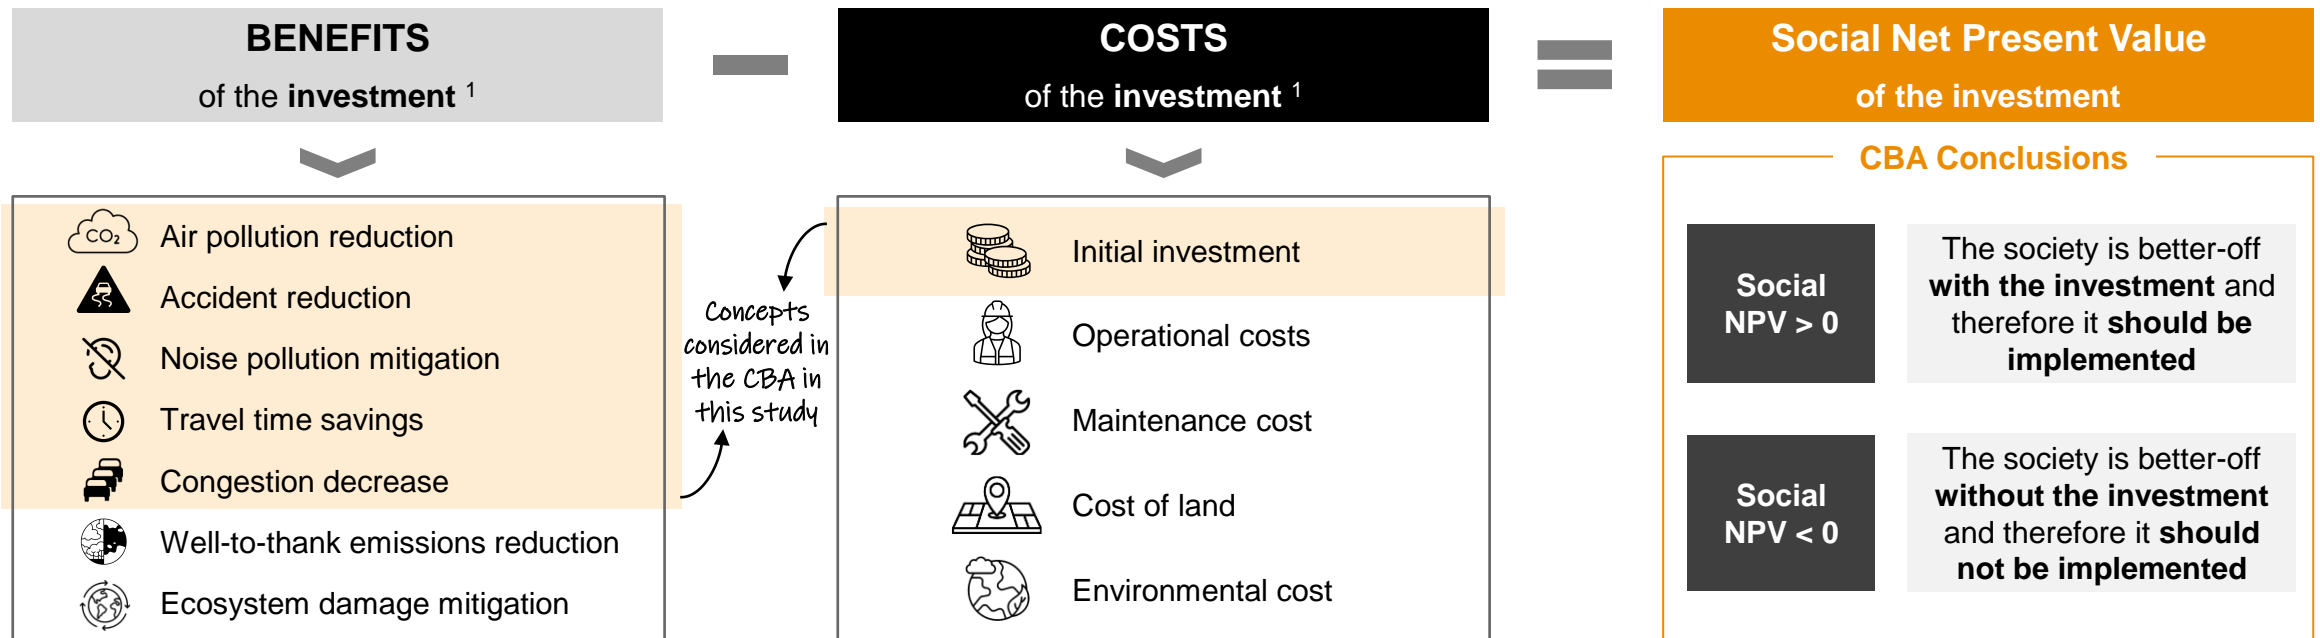 BENEFITS
of the investment 1
COSTS
of the investment 1
Social Net Present Value
of the investment
CO2
Air pollution reduction
Accident reduction
Noise pollution mitigation
Travel time savings
Congestion decrease
Well-to-thank emissions reduction
Ecosystem damage mitigation
Concepts
considered in
the CBA in
this study
Initial investment
Operational costs
Maintenance cost
Cost of land
Environmental cost
CBA Conclusions
Social
NPV > 0
The society is better-off
with the investment and
therefore it should be
implemented
Social
NPV < 0
The society is better-off
without the investment
and therefore it should
not be implemented